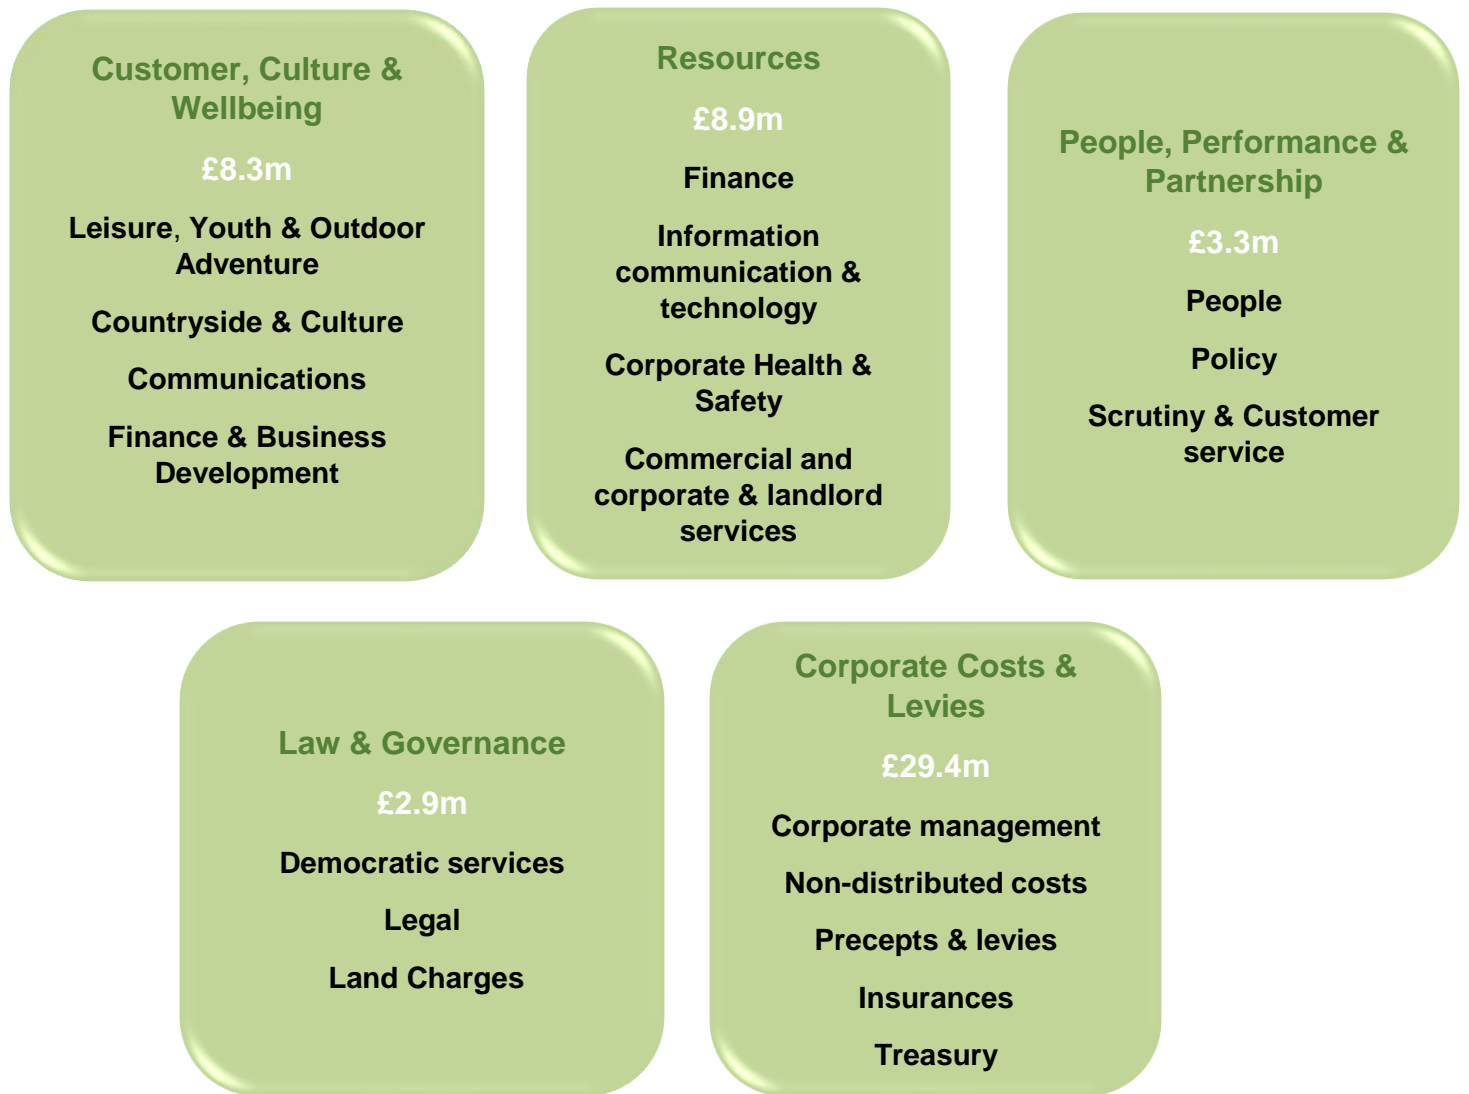 Customer, Culture &
Wellbeing
£8.3m
Leisure, Youth & Outdoor
Adventure
Countryside & Culture
Communications
Finance & Business
Development
Resources
£8.9m
Finance
Information
communication &
technology
Corporate Health &
Safety
Commercial and
corporate & landlord
services
People, Performance &
Partnership
£3.3m
People
Policy
Scrutiny & Customer
service
Law & Governance
£2.9m
Democratic services
Legal
Land Charges
Corporate Costs &
Levies
£29.4m
Corporate management
Non-distributed costs
Precepts & levies
Insurances
Treasury